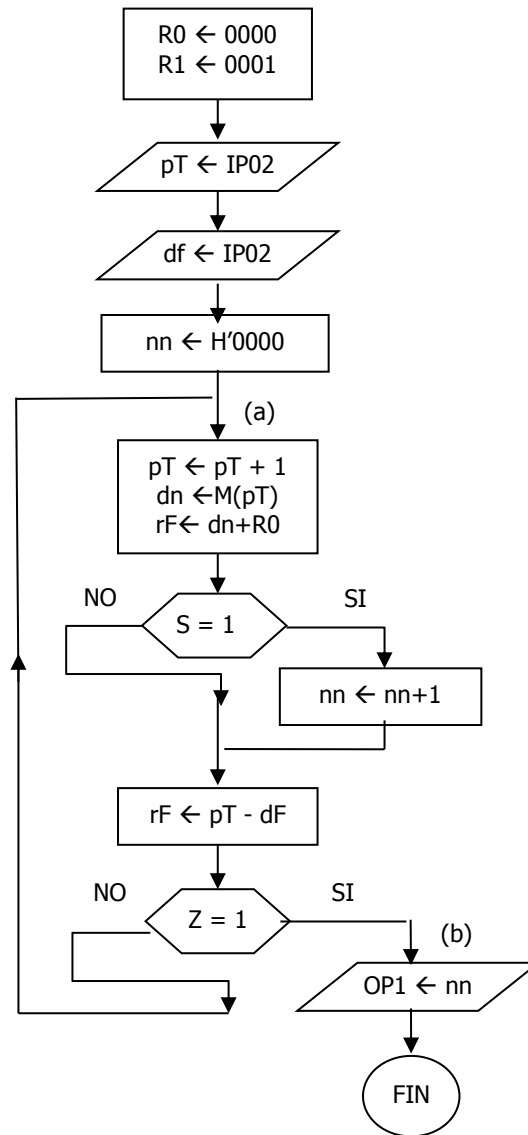 R0 ← 0000
R1 ← 0001
pT ← IP02
df ← IP02
nn ← H'0000
(a)
pT ← pT + 1
dn ←M(pT)
rF← dn+R0
NO
S = 1
SI
nn ← nn+1
rF ← pT - dF
NO
Z = 1
SI
(b)
OP1 ← nn
FIN